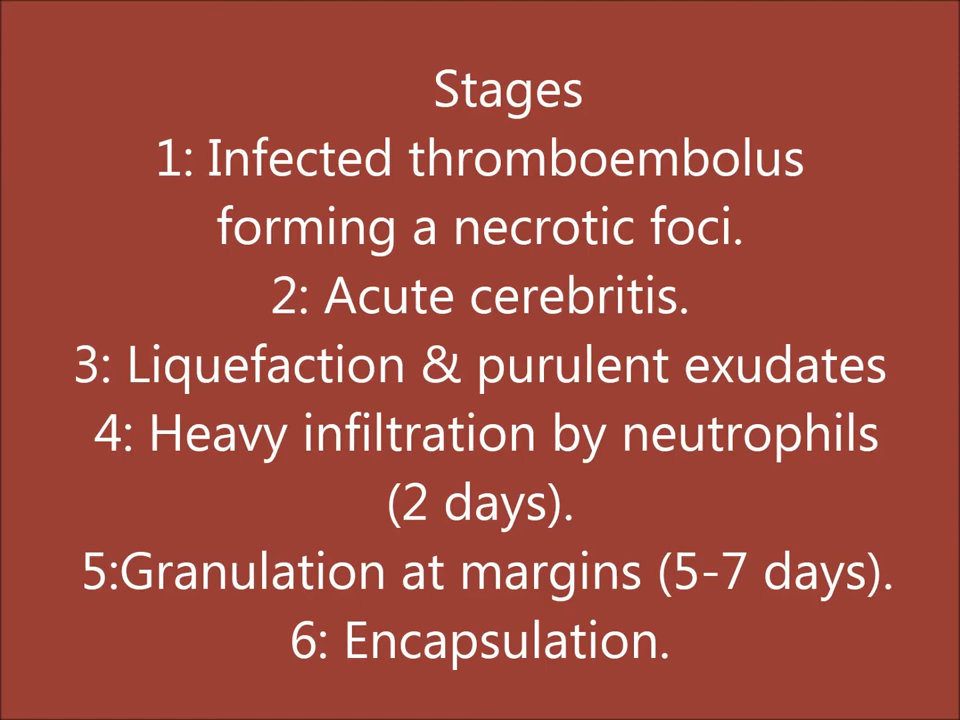 Stages
1: Infected thromboembolus
forming a necrotic foci.
2: Acute cerebritis.
3: Liquefaction & purulent exudates
4: Heavy infiltration by neutrophils
(2 days).
5:Granulation at margins (5-7 days).
6: Encapsulation.